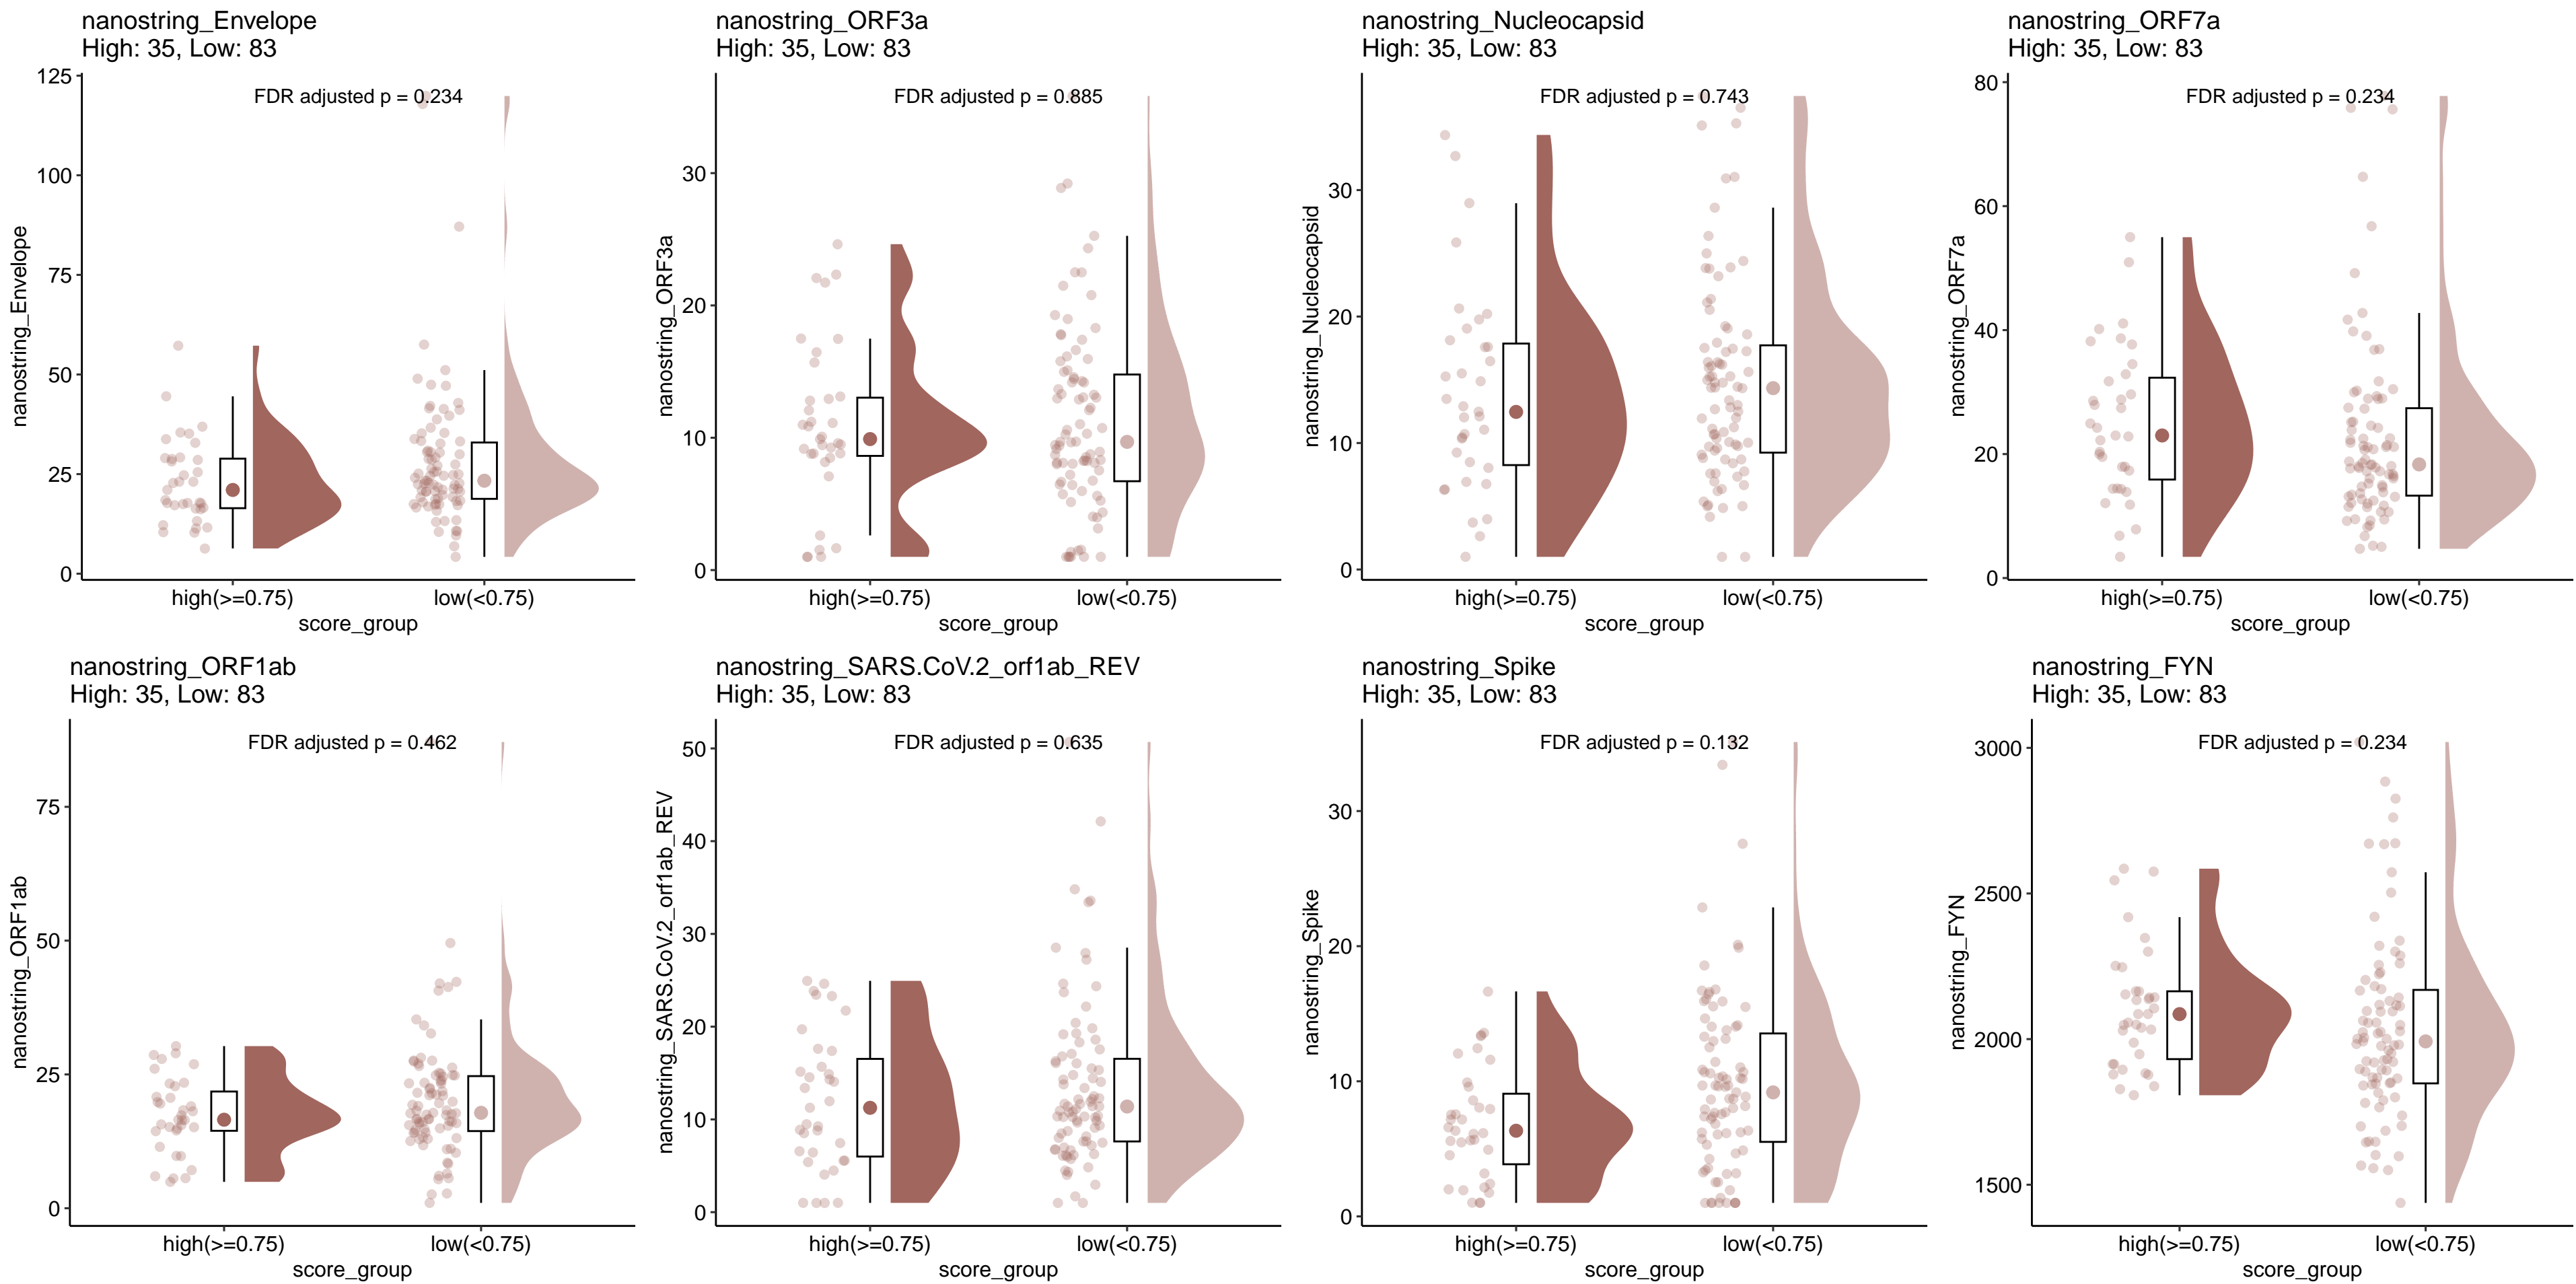 nanostring_Envelope
High: 35, Low: 83
FDR adjusted p = 0.234
nanostring_Envelope
125
100
75
50
25
0
high(>=0.75)
low(<0.75)
score_group
nanostring_ORF3a
High: 35, Low: 83
FDR adjusted p = 0.885
nanostring_ORF3a
30
20
10
0
high(>=0.75)
low(<0.75)
score_group
nanostring_Nucleocapsid
High: 35, Low: 83
FDR adjusted p = 0.743
nanostring_Nucleocapsid
30
20
10
0
high(>=0.75)
low(<0.75)
score_group
nanostring_ORF7a
High: 35, Low: 83
FDR adjusted p = 0.234
nanostring_ORF7a
80
60
40
20
0
high(>=0.75)
low(<0.75)
score_group
nanostring_ORF1ab
High: 35, Low: 83
FDR adjusted p = 0.462
nanostring_ORF1ab
75
50
25
0
high(>=0.75)
low(<0.75)
score_group
nanostring_SARS.CoV.2_orf1ab_REV
High: 35, Low: 83
FDR adjusted p = 0.635
nanostring_SARS.CoV.2_orf1ab_REV
50
40
30
20
10
0
high(>=0.75)
low(<0.75)
score_group
nanostring_Spike
High: 35, Low: 83
FDR adjusted p = 0.132
nanostring_Spike
30
20
10
0
high(>=0.75)
low(<0.75)
score_group
nanostring_FYN
High: 35, Low: 83
FDR adjusted p = 0.234
nanostring_FYN
3000
2500
2000
1500
high(>=0.75)
low(<0.75)
score_group